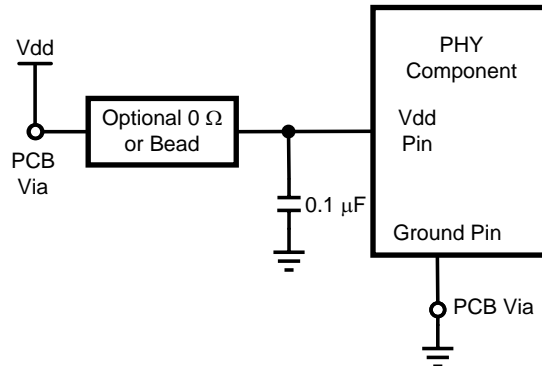 Vdd
PCB
Via
Optional 0 Ω
or Bead
0.1 μF
PHY
Component
Vdd
Pin
Ground Pin
PCB Via